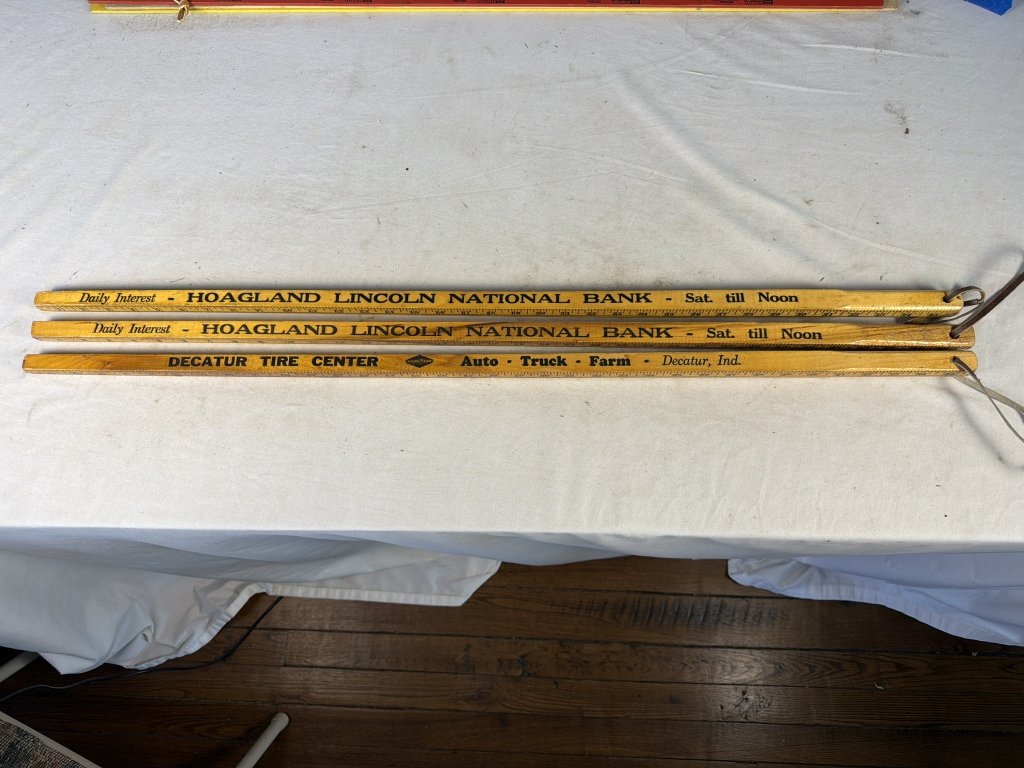 Daily Interest - HOAGLAND LINCOLN NATIONAL BANK - Sat. till Noon
Daily Interest - HOAGLAND LINCOLN NATIONAL BANK - Sat. till Noon
DECATUR TIRE CENTER Auto - Truck - Farm - Decatur, Ind.